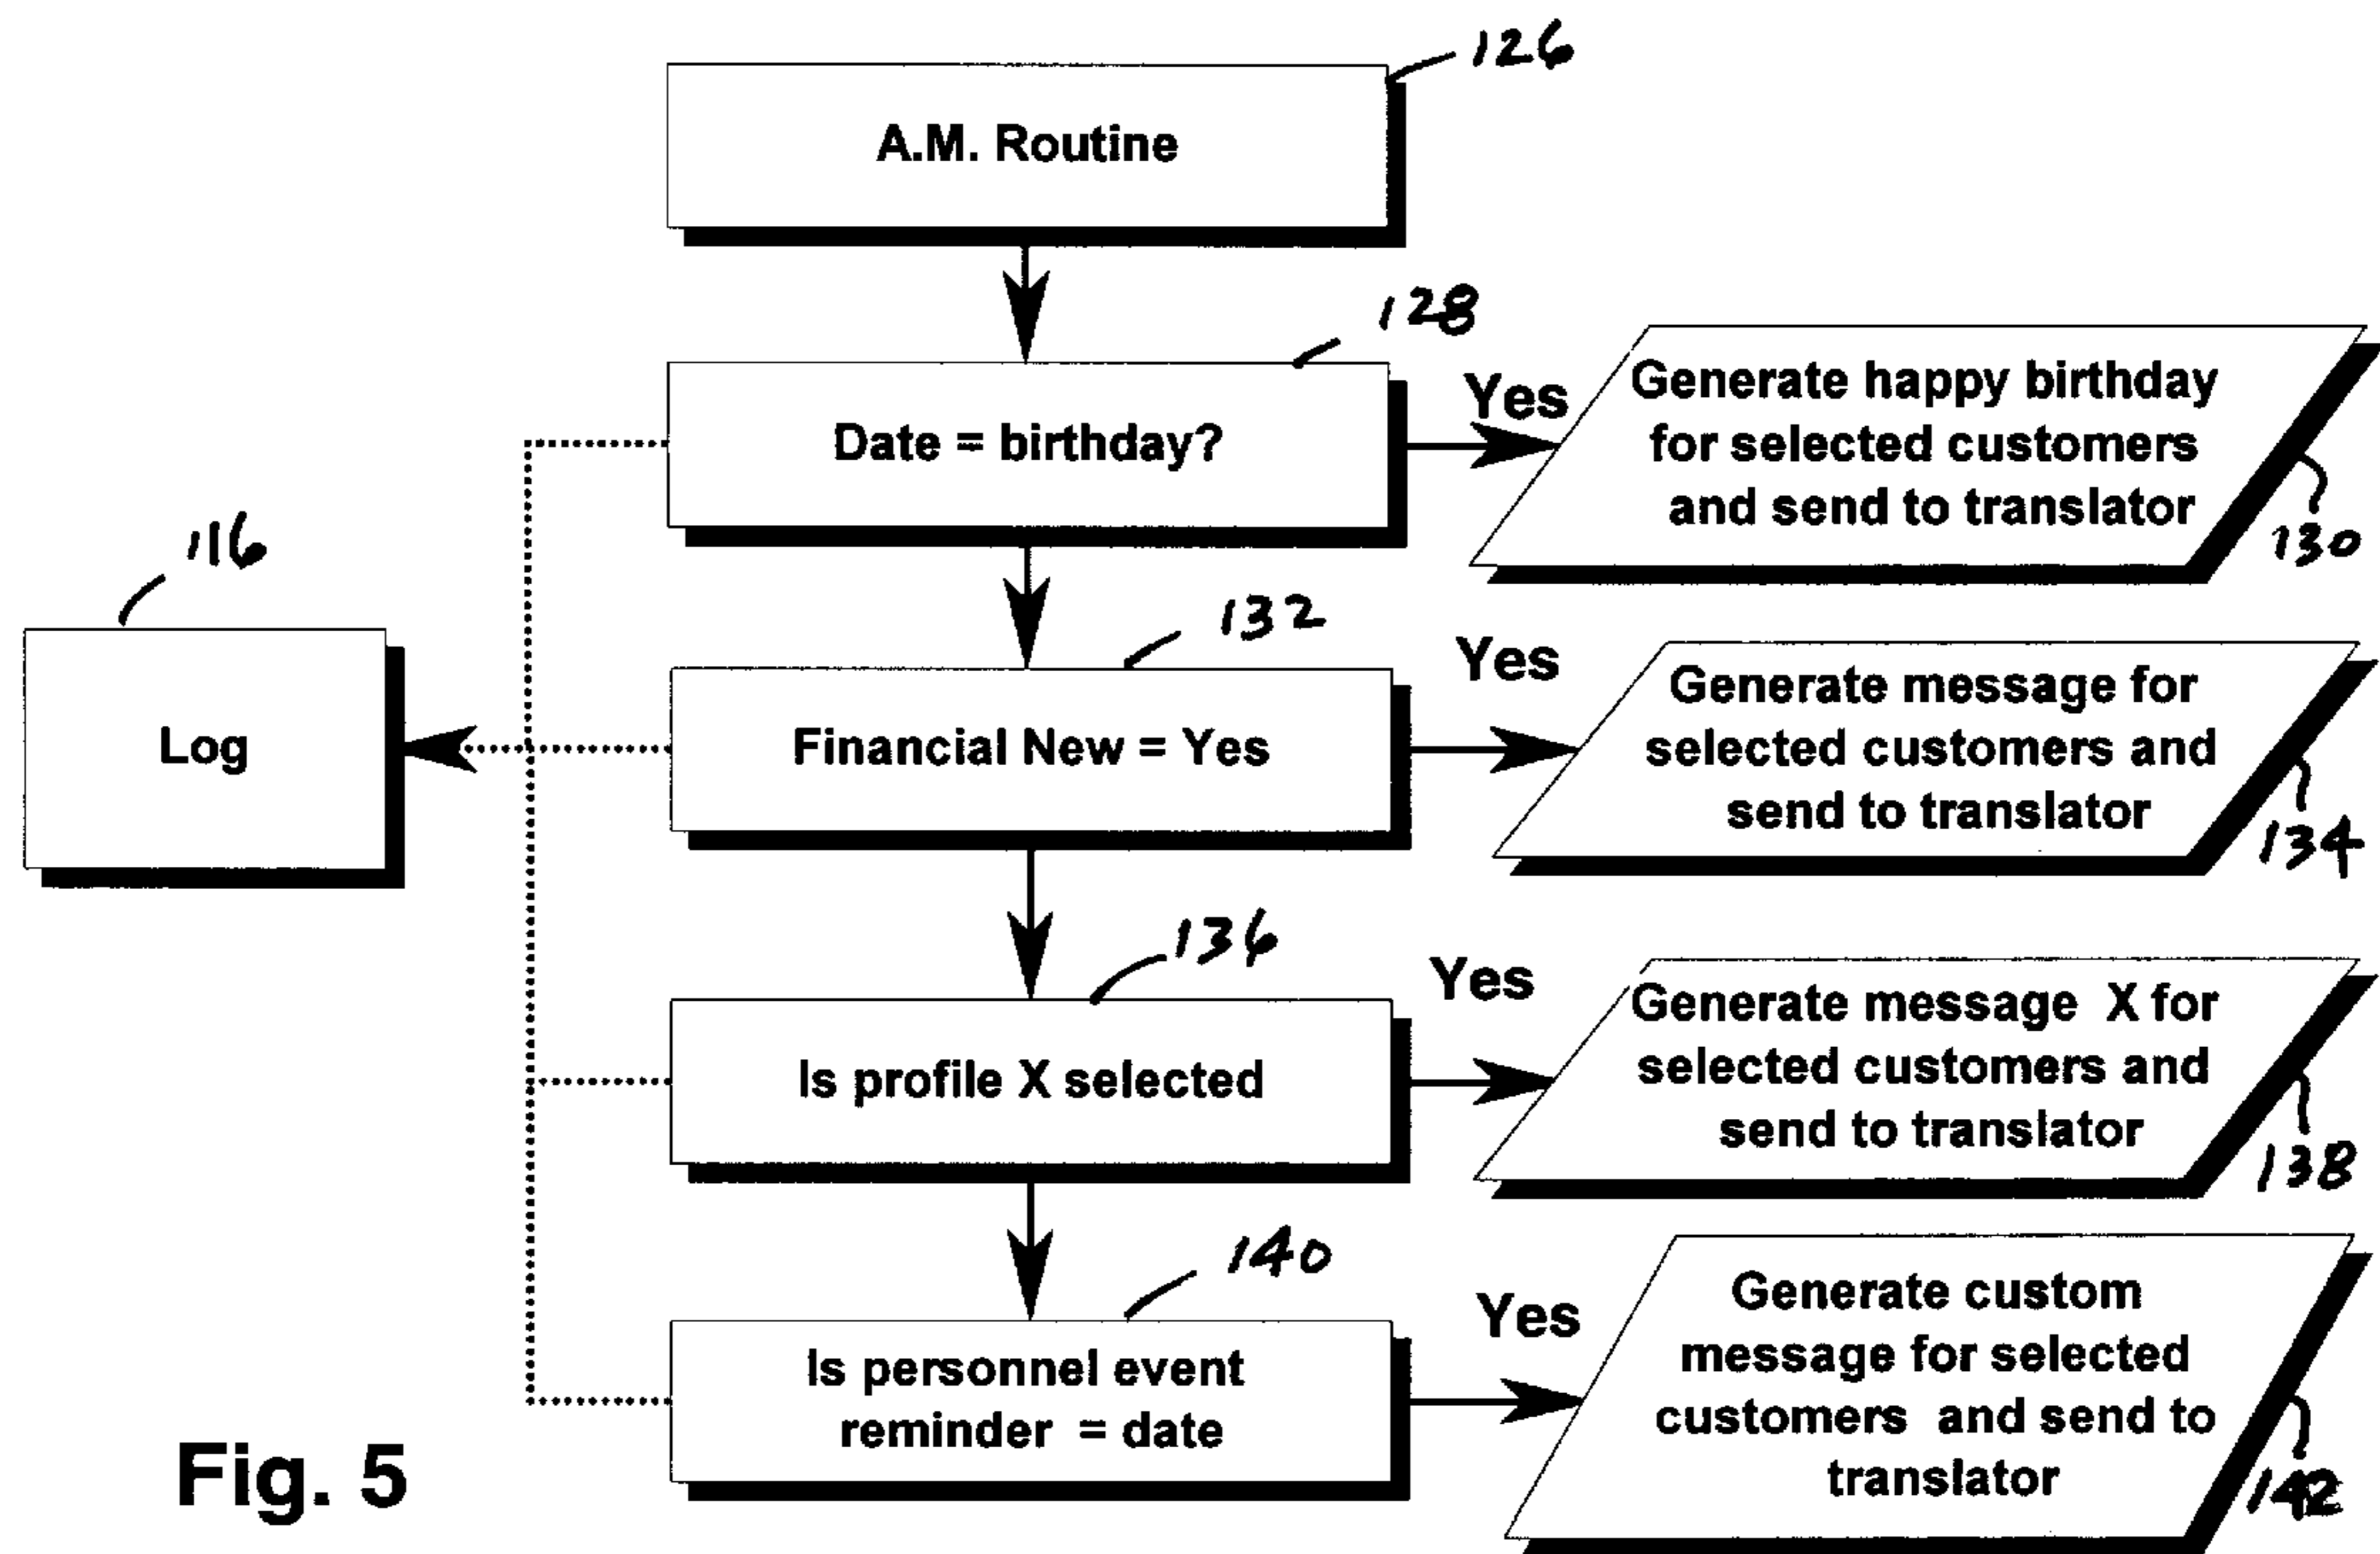 126
A.M. Routine
128
Date = birthday?
Yes
Generate happy birthday
for selected customers
and send to translator
130
116
Log
132
Financial New = Yes
Yes
Generate message for
selected customers and
send to translator
134
136
Is profile X selected
Yes
Generate message X for
selected customers and
send to translator
138
140
Is personnel event
reminder = date
Yes
Generate custom
message for selected
customers and send to
translator
142
Fig. 5